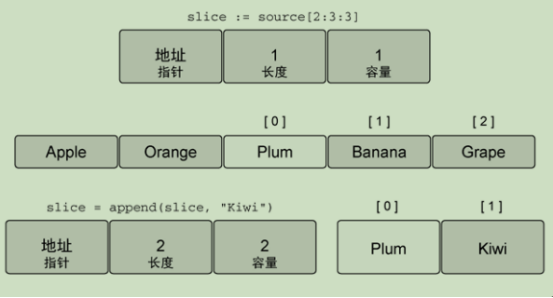 slice := source[2:3:3]
地址 1 1
指针 长度 容量
[0] [1] [2]
Apple Orange Plum Banana Grape
slice = append(slice, "Kiwi") [0] [1]
地址 2 2 Plum Kiwi
指针 长度 容量